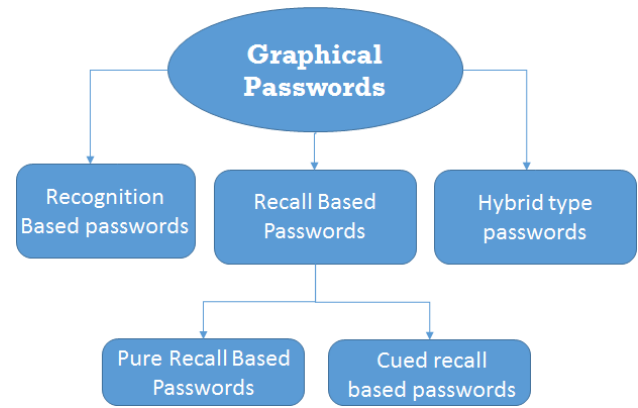 Graphical
Passwords
Recognition
Based passwords
Recall Based
Passwords
Hybrid type
passwords
Pure Recall Based
Passwords
Cued recall
based passwords